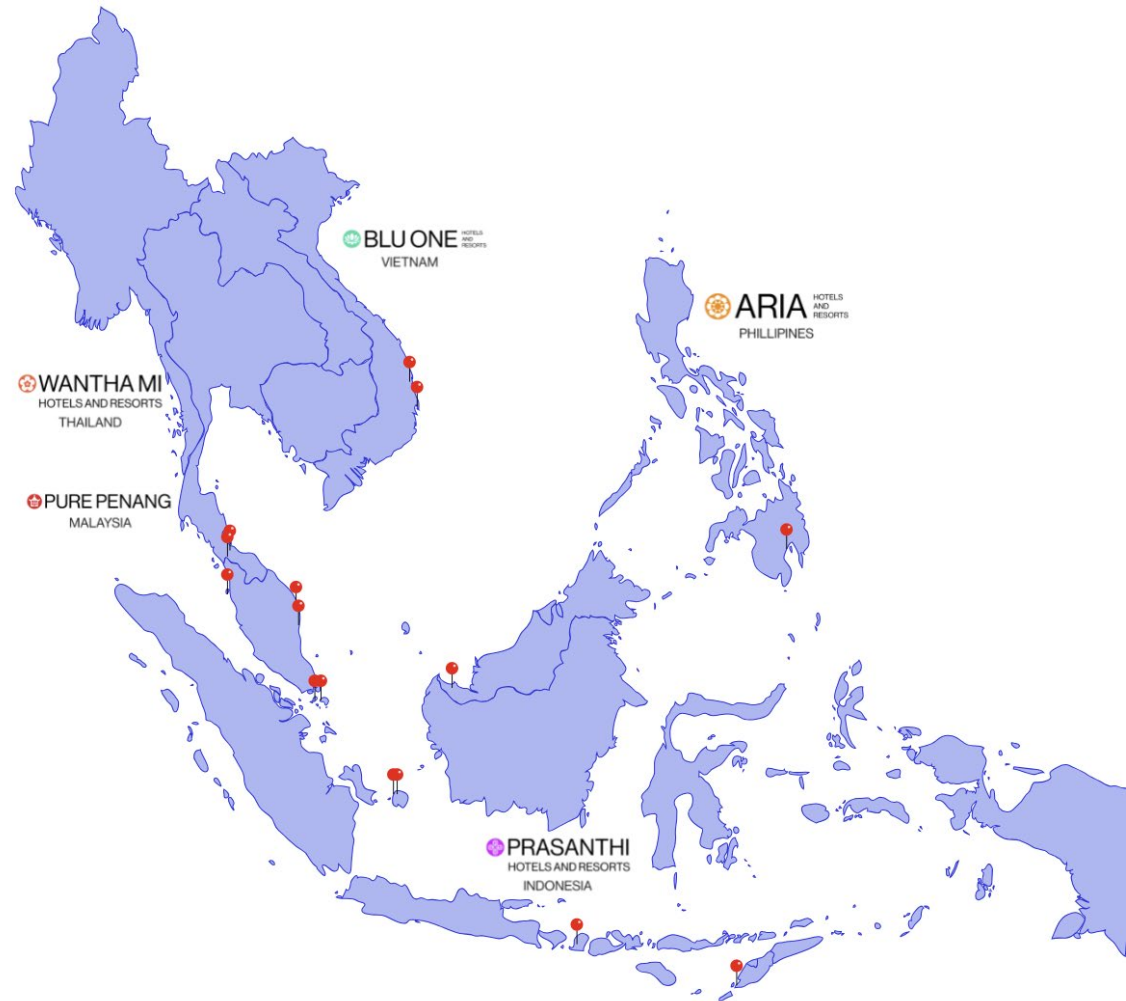 BLU ONE HOTELS
AND
RESORTS
VIETNAM
ARIA HOTELS
AND
RESORTS
PHILLIPINES
WANTHA MI
HOTELS AND RESORTS
THAILAND
PURE PENANG
MALAYSIA
PRASANTHI
HOTELS AND RESORTS
INDONESIA